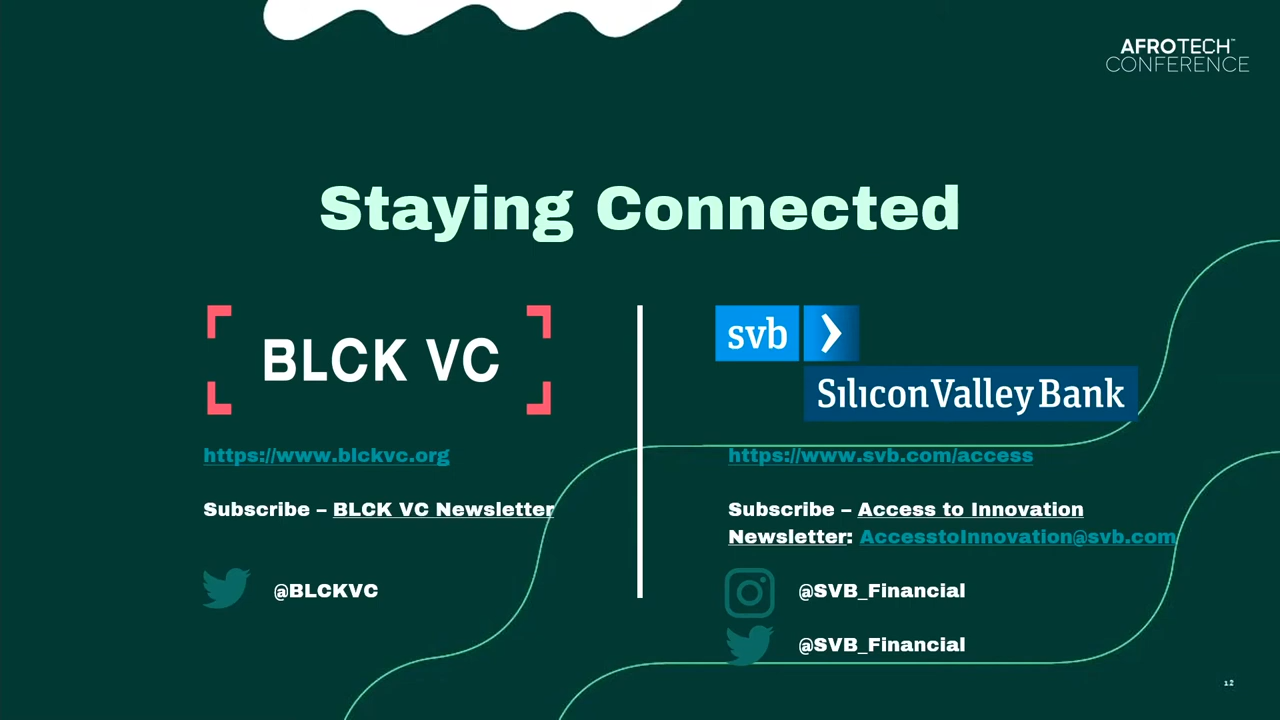 AFROTECH™
CONFERENCE
Staying Connected
BLCK VC
https://www.blckvc.org
Subscribe – BLCK VC Newsletter
@BLCKVC
svb
Silicon Valley Bank
https://www.svb.com/access
Subscribe – Access to Innovation
Newsletter: AccesstoInnovation@svb.com
@SVB_Financial
@SVB_Financial
12